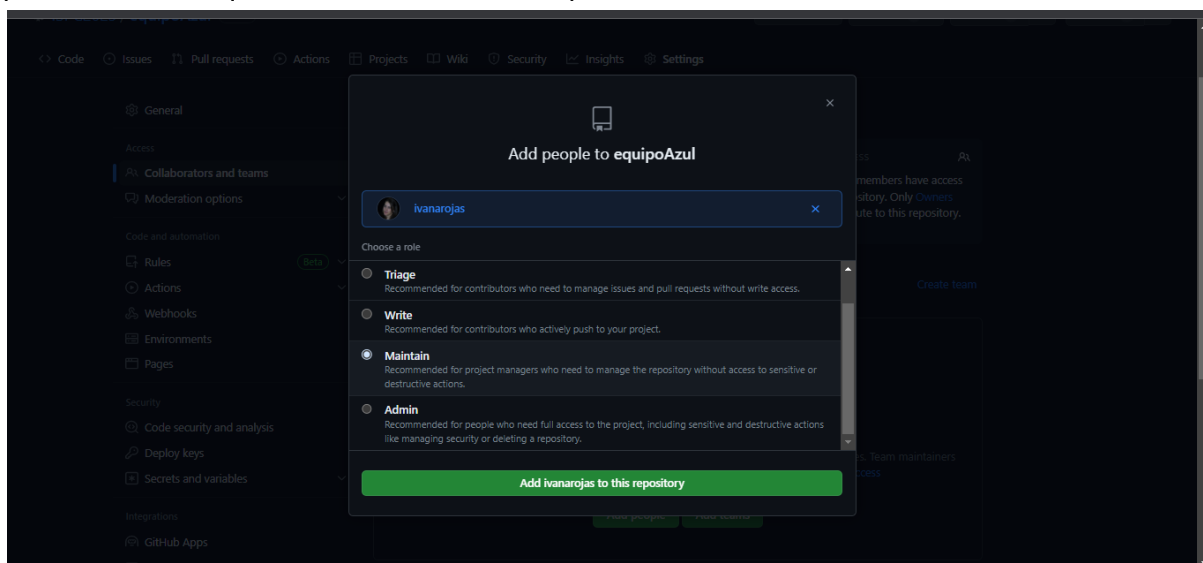 <> Code Issues Pull requests Actions Projects Wiki Security Insights Settings
General
Access
Collaborators and teams
Moderation options
Code and automation
Rules Beta
Actions
Webhooks
Environments
Pages
Security
Code security and analysis
Deploy keys
Secrets and variables
Integrations
GitHub Apps
Add people to equipoAzul
ivanarojas
Choose a role
Triage
Recommended for contributors who need to manage issues and pull requests without write access.
Write
Recommended for contributors who actively push to your project.
Maintain
Recommended for project managers who need to manage the repository without access to sensitive or
destructive actions.
Admin
Recommended for people who need full access to the project, including sensitive and destructive actions
like managing security or deleting a repository.
Add ivanarojas to this repository
members have access
Only Owners
to this repository.
Create team
Team maintainers
Add people Add teams